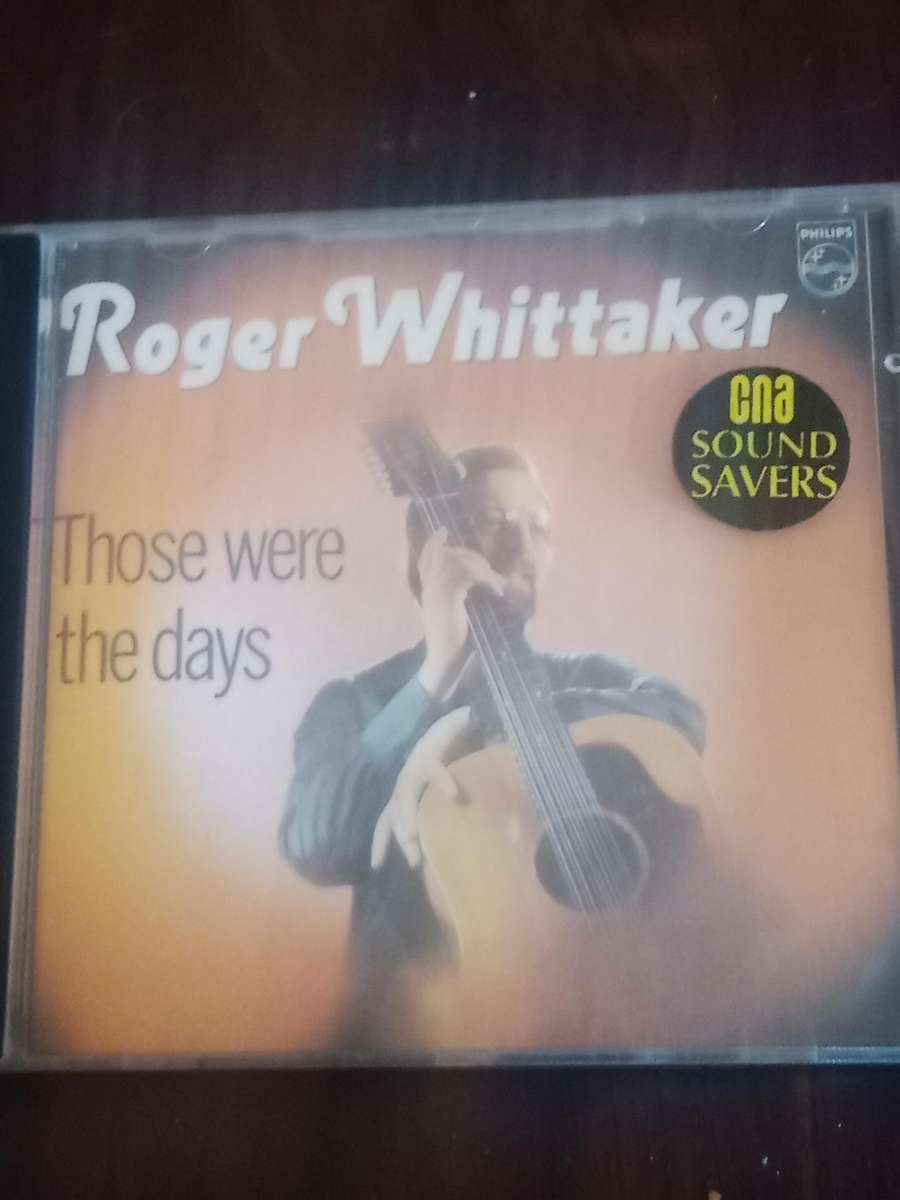 PHILIPS
Roger Whittaker
cna
SOUND
SAVERS
Those were
the days